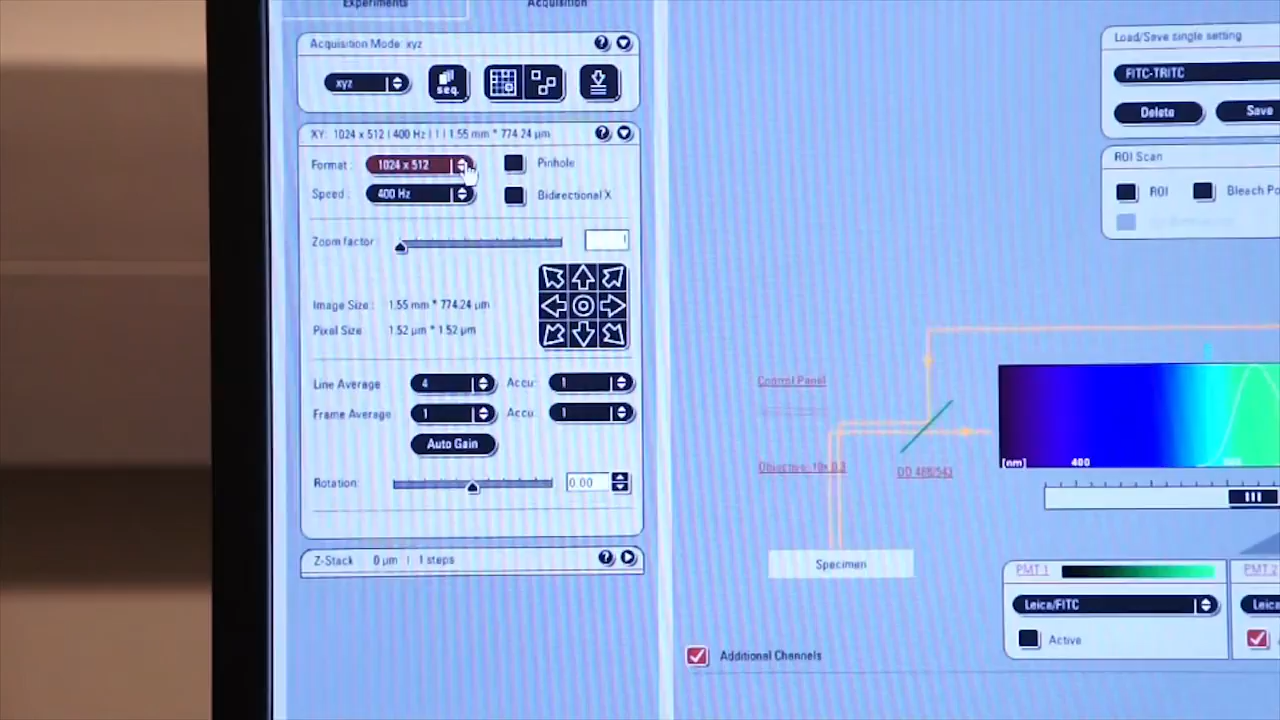 Experiments
Acquisition
Acquisition Mode: xyz
xyz
seq.
XY: 1024 x 512 | 400 Hz | 1 | 1.55 mm * 774.24 µm
Format : 1024 x 512
Pinhole
Speed : 400 Hz
Bidirectional X
Zoom factor
Image Size : 1.55 mm * 774.24 µm
Pixel Size 1.52 µm * 1.52 µm
Line Average 4 Accu: 1
Frame Average 1 Accu: 1
Auto Gain
Rotation: 0.00
Z-Stack 0 µm | 1 steps
Load/Save single setting
FITC-TRITC
Delete
Save
ROI Scan
ROI
Bleach Po
Control Panel
Objective: 10x 0.3
DD 488/543
[nm] 400
Specimen
PMT 1
PMT 2
Leica/FITC
Leica
Active
Additional Channels